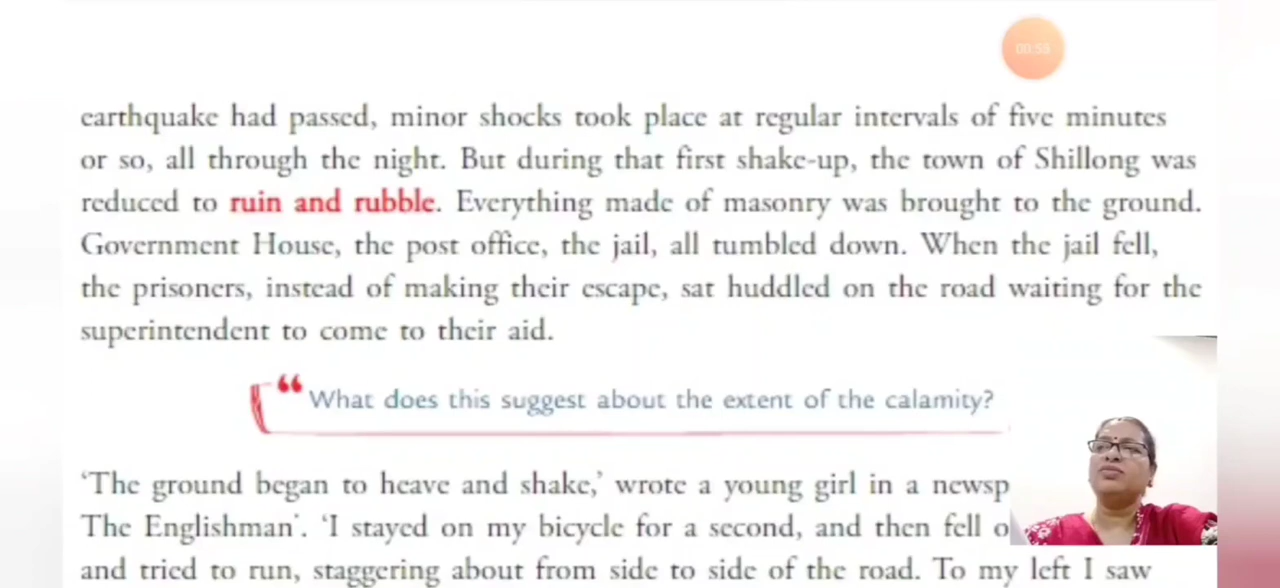 00:53
earthquake had passed, minor shocks took place at regular intervals of five minutes
or so, all through the night. But during that first shake-up, the town of Shillong was
reduced to ruin and rubble. Everything made of masonry was brought to the ground.
Government House, the post office, the jail, all tumbled down. When the jail fell,
the prisoners, instead of making their escape, sat huddled on the road waiting for the
superintendent to come to their aid.
“What does this suggest about the extent of the calamity?
‘The ground began to heave and shake,’ wrote a young girl in a newsp
The Englishman*. ‘I stayed on my bicycle for a second, and then fell o
and tried to run, staggering about from side to side of the road. To my left I saw